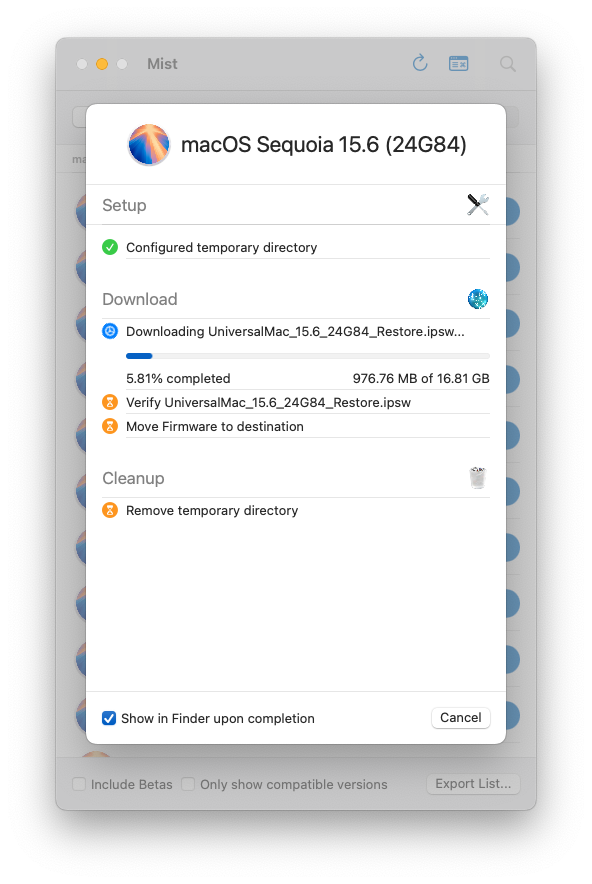 Mist
ma
macOS Sequoia 15.6 (24G84)
Setup
Configured temporary directory
Download
Downloading UniversalMac_15.6_24G84_Restore.ipsw...
5.81% completed 976.76 MB of 16.81 GB
Verify UniversalMac_15.6_24G84_Restore.ipsw
Move Firmware to destination
Cleanup
Remove temporary directory
Show in Finder upon completion Cancel
Include Betas Only show compatible versions Export List...